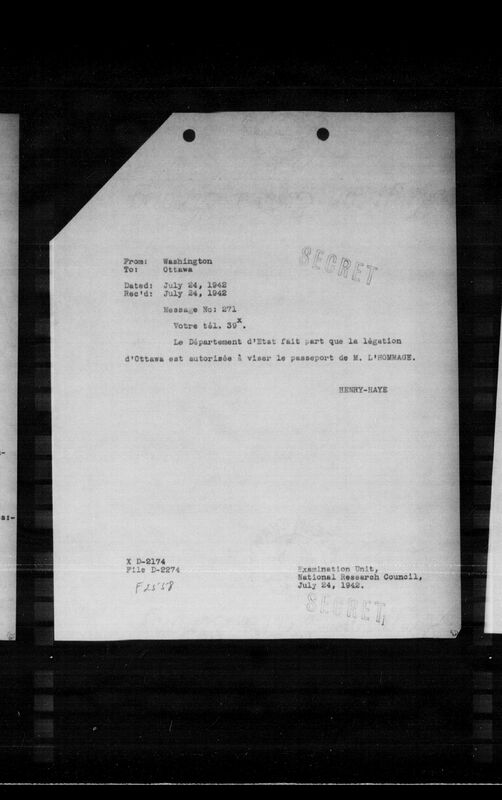 From: Washington
To: Ottawa
SECRET
Dated: July 24, 1942
Rec'd: July 24, 1942
Message No: 271
Votre tél. 39X.
Le Département d'Etat fait part que la légation
d'Ottawa est autorisée à viser le passeport de M. L'HOMMAGE.
HENRY-HAYE
X D-2174
File D-2274
F2558
Examination Unit,
National Research Council,
July 24, 1942.
SECRET
s:-